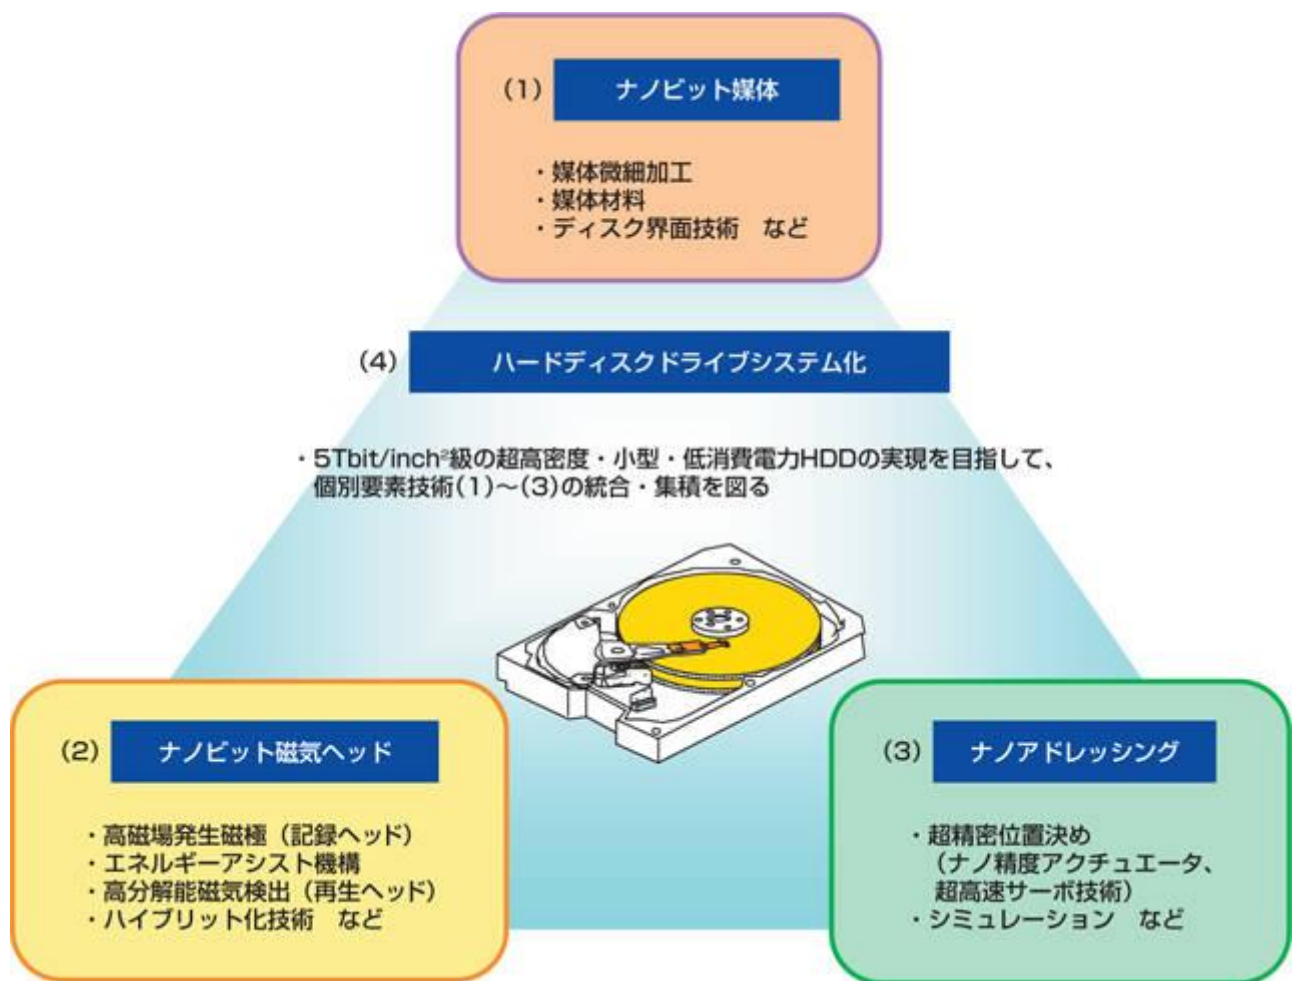 (1) ナノビット媒体
・媒体微細加工
・媒体材料
・ディスク界面技術　など
(4) ハードディスクドライブシステム化
・5Tbit/inch²級の超高密度・小型・低消費電力HDDの実現を目指して、
個別要素技術(1)～(3)の統合・集積を図る
(2) ナノビット磁気ヘッド
・高磁場発生磁極（記録ヘッド）
・エネルギーアシスト機構
・高分解能磁気検出（再生ヘッド）
・ハイブリット化技術　など
(3) ナノアドレッシング
・超精密位置決め
（ナノ精度アクチュエータ、
超高速サーボ技術）
・シミュレーション　など